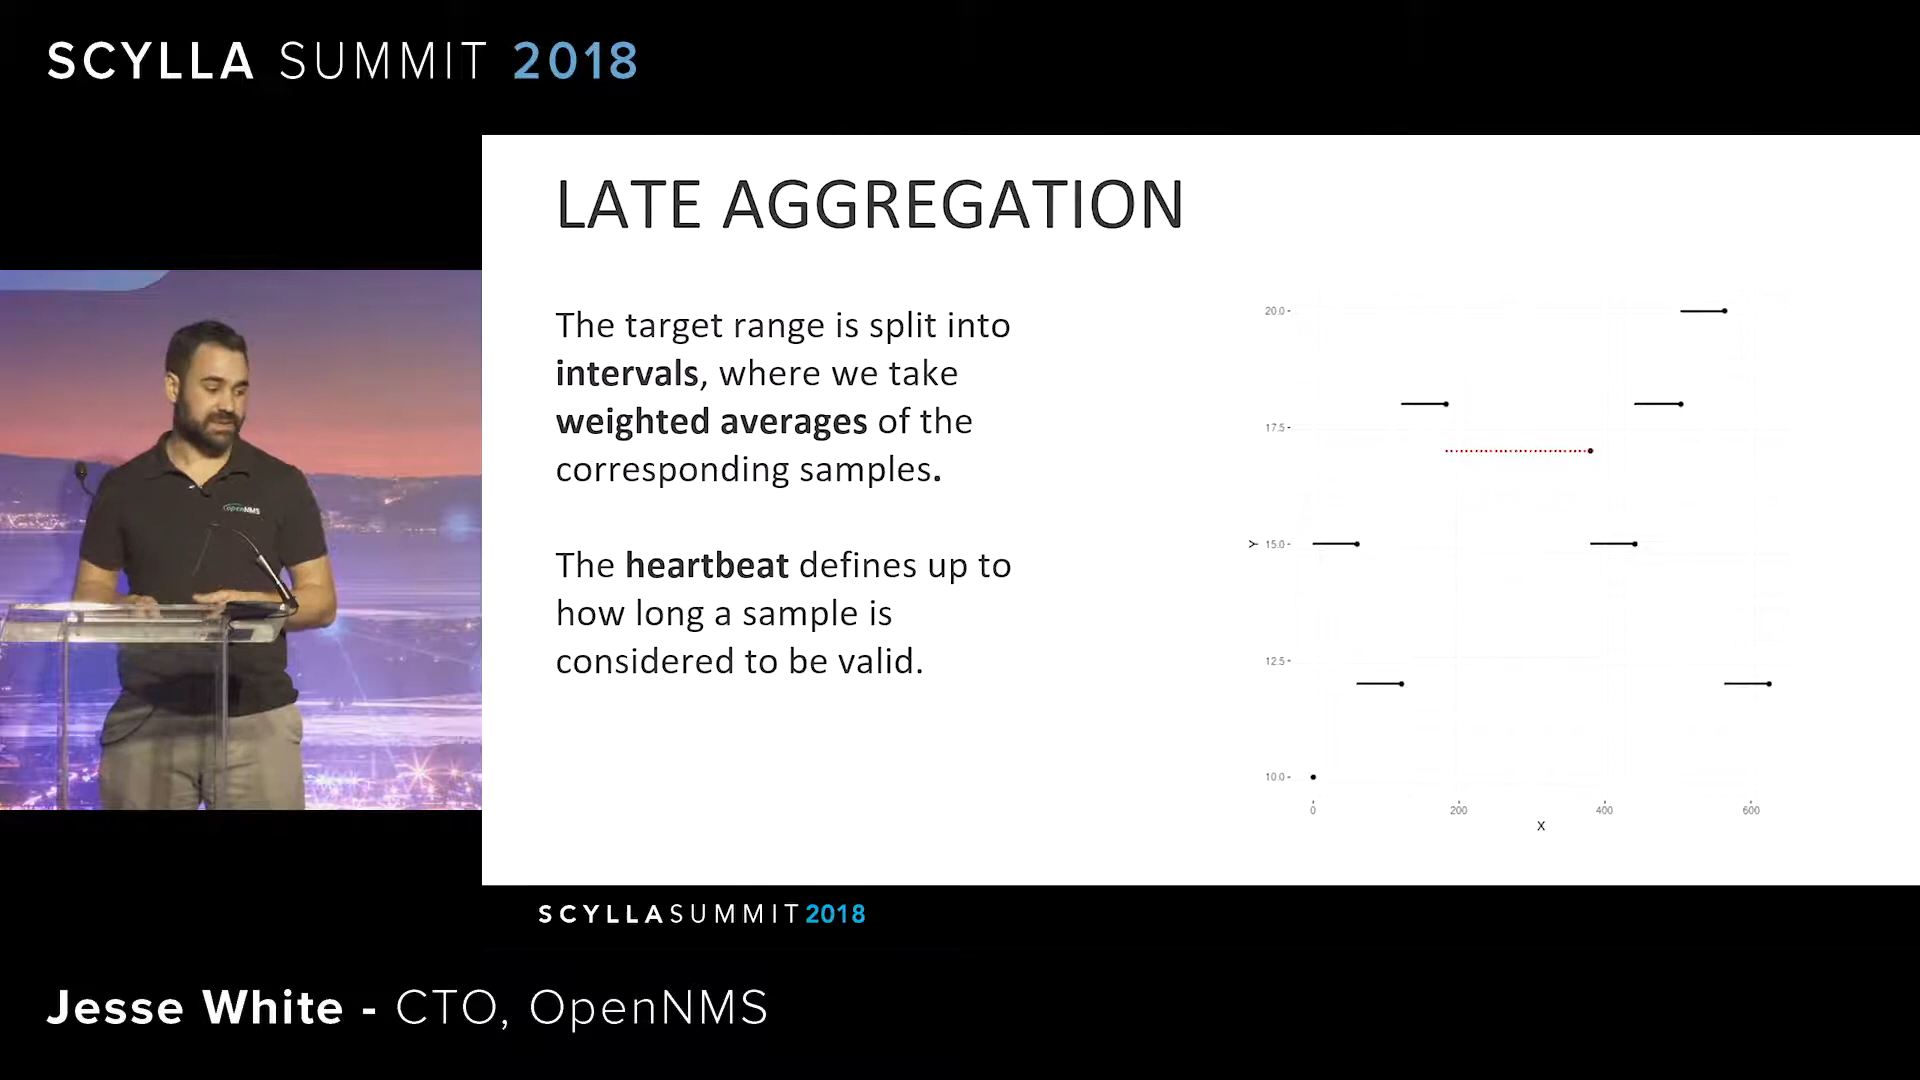 SCYLLA SUMMIT 2018
LATE AGGREGATION
The target range is split into
intervals, where we take
weighted averages of the
corresponding samples.
The heartbeat defines up to
how long a sample is
considered to be valid.
20.0
17.5
Y
15.0
12.5
10.0
0
200
400
600
X
openNMS
SCYLLASUMMIT2018
Jesse White - CTO, OpenNMS